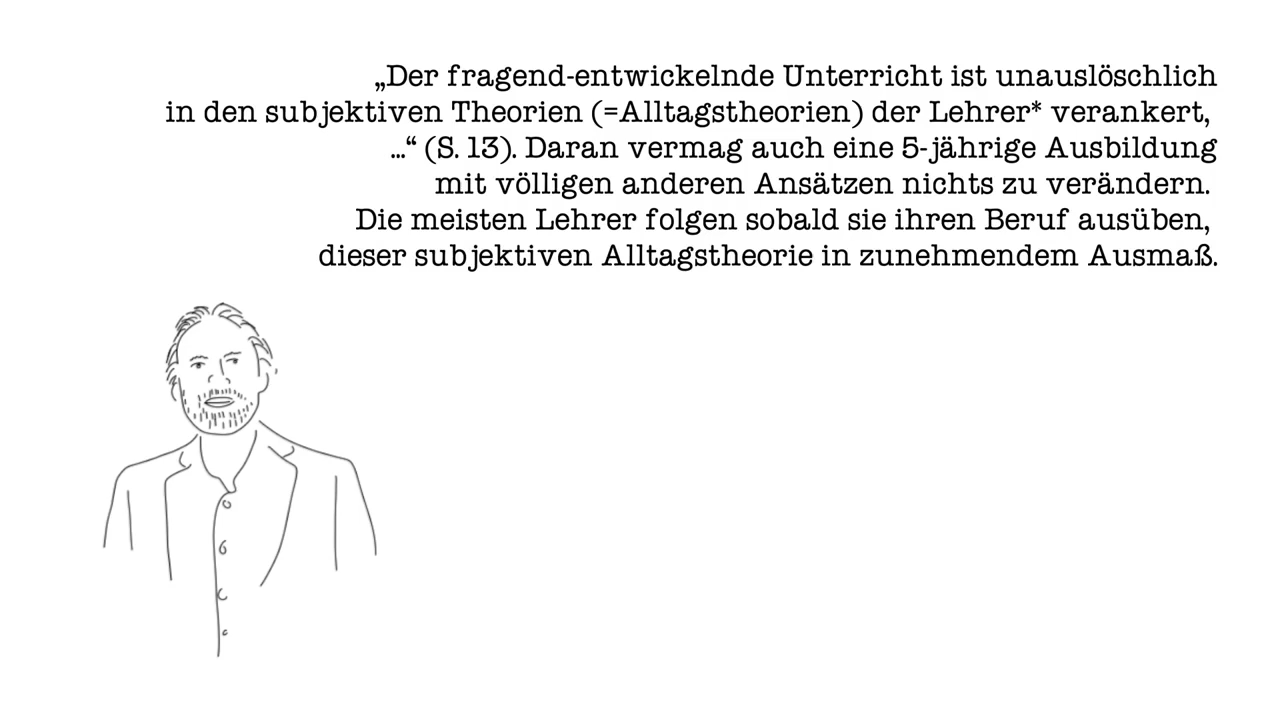 „Der fragend-entwickelnde Unterricht ist unauslöschlich
in den subjektiven Theorien (=Alltagstheorien) der Lehrer* verankert,
...“ (S. 13). Daran vermag auch eine 5-jährige Ausbildung
mit völligen anderen Ansätzen nichts zu verändern.
Die meisten Lehrer folgen sobald sie ihren Beruf ausüben,
dieser subjektiven Alltagstheorie in zunehmendem Ausmaß.